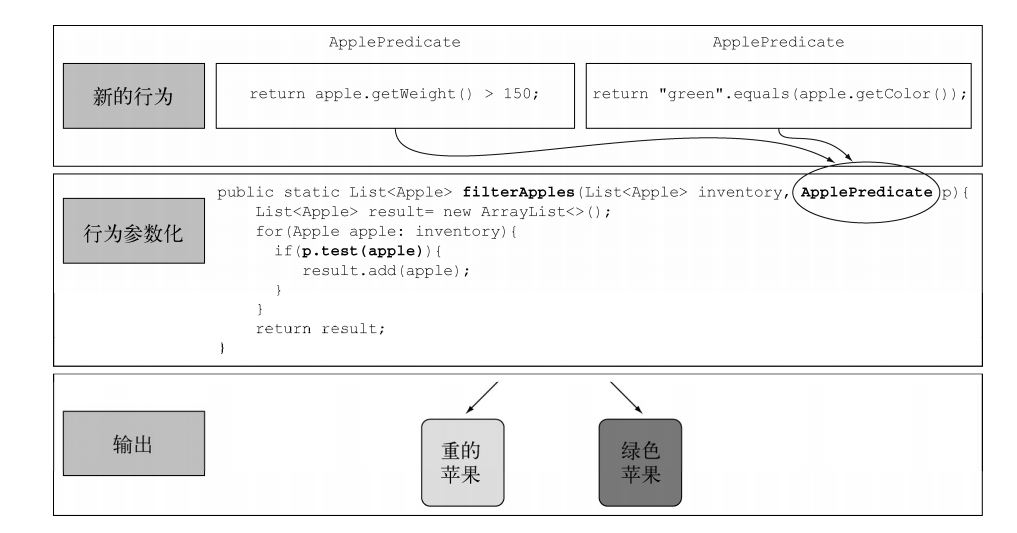 ApplePredicate
ApplePredicate
新的行为
return apple.getWeight() > 150;
return "green".equals(apple.getColor());
行为参数化
public static List<Apple> filterApples(List<Apple> inventory, ApplePredicate p){
List<Apple> result= new ArrayList<>();
for(Apple apple: inventory){
if(p.test(apple)){
result.add(apple);
}
}
return result;
}
输出
重的
苹果
绿色
苹果